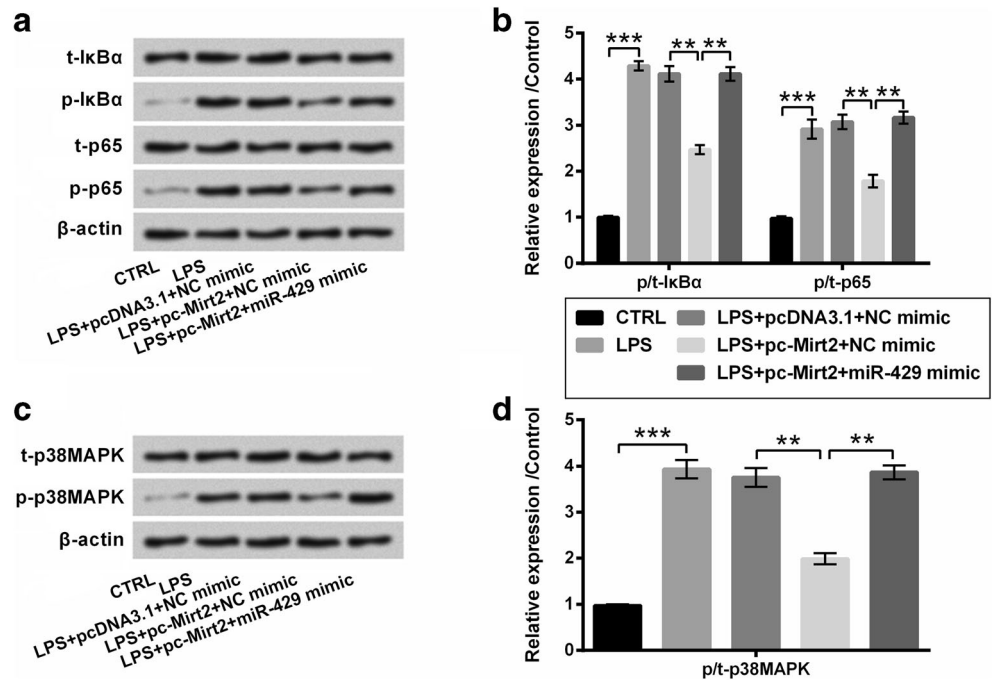 a
t-IκBα
p-IκBα
t-p65
p-p65
β-actin
CTRL
LPS
LPS+pcDNA3.1+NC mimic
LPS+pc-Mirt2+NC mimic
LPS+pc-Mirt2+miR-429 mimic
b
Relative expression /Control
5
4
3
2
1
0
***
**
**
***
**
**
p/t-IκBα
p/t-p65
CTRL
LPS
LPS+pcDNA3.1+NC mimic
LPS+pc-Mirt2+NC mimic
LPS+pc-Mirt2+miR-429 mimic
c
t-p38MAPK
p-p38MAPK
β-actin
CTRL
LPS
LPS+pcDNA3.1+NC mimic
LPS+pc-Mirt2+NC mimic
LPS+pc-Mirt2+miR-429 mimic
d
Relative expression /Control
5
4
3
2
1
0
***
**
**
p/t-p38MAPK